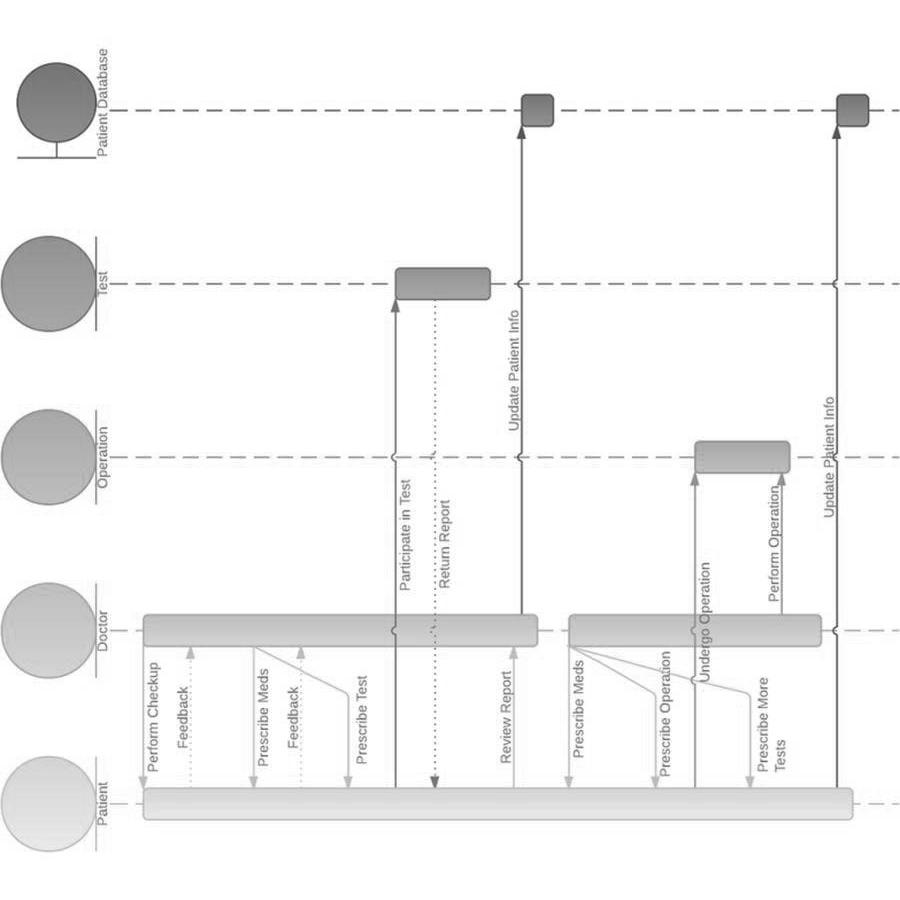 Patient Database
Test
Operation
Doctor
Patient
Perform Checkup
Feedback
Prescribe Meds
Feedback
Prescribe Test
Participate in Test
Return Report
Review Report
Update Patient Info
Prescribe Meds
Prescribe Operation
Undergo Operation
Prescribe More
Tests
Perform Operation
Update Patient Info